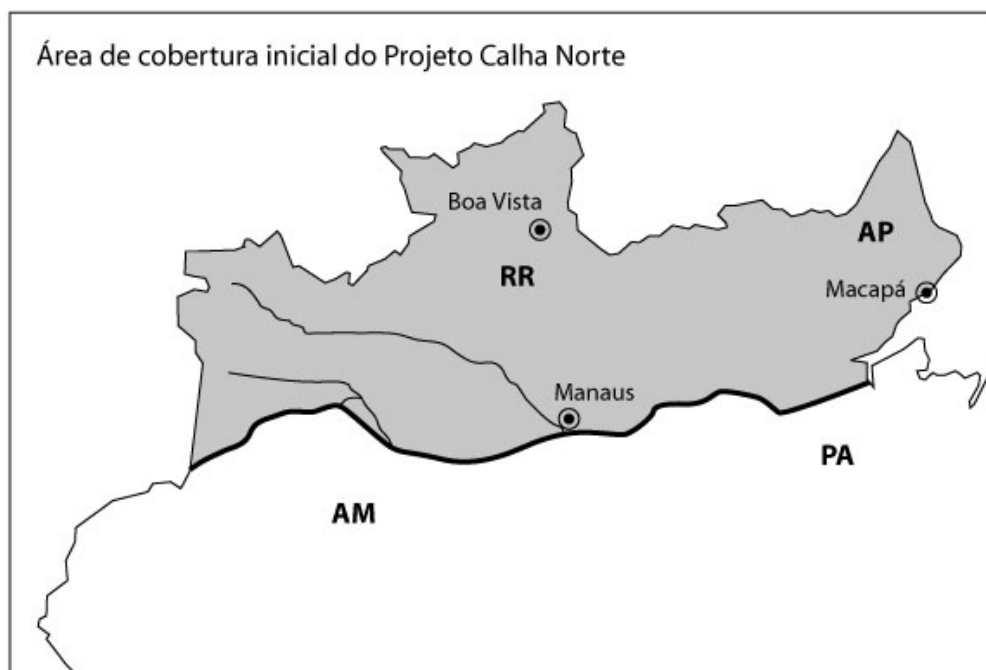 Área de cobertura inicial do Projeto Calha Norte
Boa Vista
RR
AP
Macapá
Manaus
PA
AM